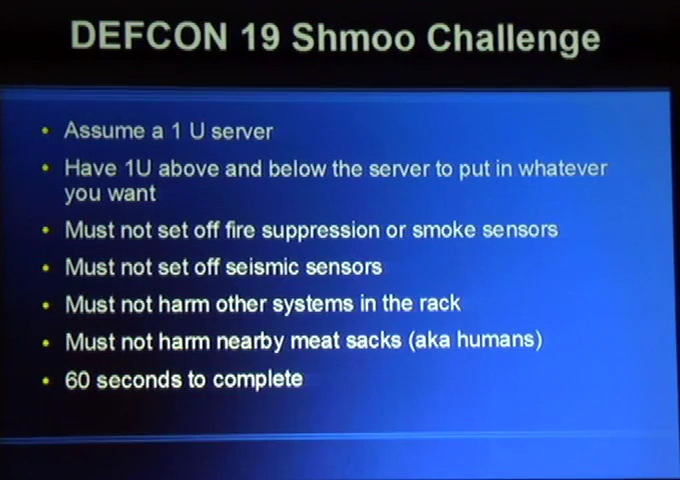 DEFCON 19 Shmoo Challenge
• Assume a 1 U server
• Have 1U above and below the server to put in whatever
you want
• Must not set off fire suppression or smoke sensors
• Must not set off seismic sensors
• Must not harm other systems in the rack
• Must not harm nearby meat sacks (aka humans)
• 60 seconds to complete